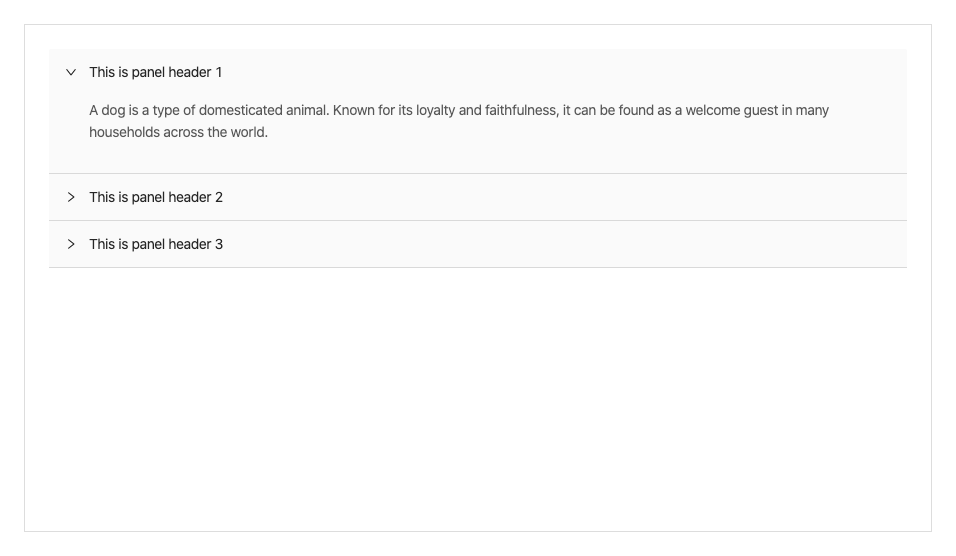 This is panel header 1
A dog is a type of domesticated animal. Known for its loyalty and faithfulness, it can be found as a welcome guest in many
households across the world.
This is panel header 2
This is panel header 3